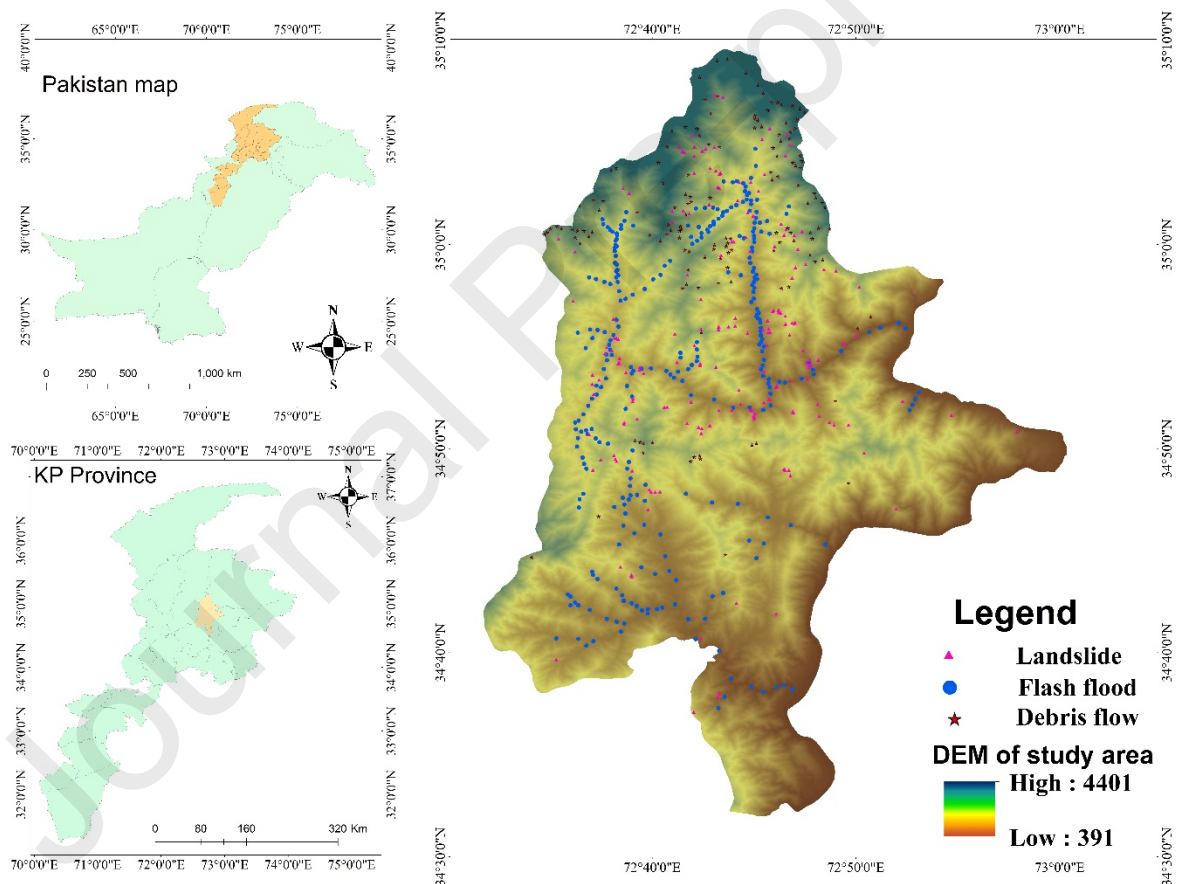 65°0'0"E 70°0'0"E 75°0'0"E
40°0'0"N
35°0'0"N
30°0'0"N
25°0'0"N
Pakistan map
N
W E
S
0 250 500 1,000 km
65°0'0"E 70°0'0"E 75°0'0"E
70°0'0"E 71°0'0"E 72°0'0"E 73°0'0"E 74°0'0"E 75°0'0"E
KP Province
N
W E
S
37°0'0"N
36°0'0"N
35°0'0"N
34°0'0"N
33°0'0"N
32°0'0"N
0 80 160 320 Km
70°0'0"E 71°0'0"E 72°0'0"E 73°0'0"E 74°0'0"E 75°0'0"E
72°40'0"E 72°50'0"E 73°0'0"E
35°10'0"N
35°0'0"N
34°50'0"N
34°40'0"N
34°30'0"N
40°0'0"N
35°0'0"N
30°0'0"N
25°0'0"N
37°0'0"N
36°0'0"N
35°0'0"N
34°0'0"N
33°0'0"N
32°0'0"N
35°10'0"N
35°0'0"N
34°50'0"N
34°40'0"N
34°30'0"N
Legend
Landslide
Flash flood
Debris flow
DEM of study area
High : 4401
Low : 391
72°40'0"E 72°50'0"E 73°0'0"E
Journal Pre-pr